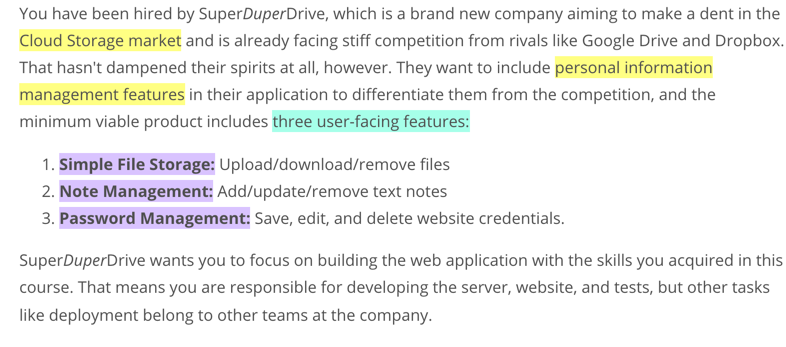 You have been hired by SuperDuperDrive, which is a brand new company aiming to make a dent in the
Cloud Storage market and is already facing stiff competition from rivals like Google Drive and Dropbox.
That hasn't dampened their spirits at all, however. They want to include personal information
management features in their application to differentiate them from the competition, and the
minimum viable product includes three user-facing features:
1. Simple File Storage: Upload/download/remove files
2. Note Management: Add/update/remove text notes
3. Password Management: Save, edit, and delete website credentials.
SuperDuperDrive wants you to focus on building the web application with the skills you acquired in this
course. That means you are responsible for developing the server, website, and tests, but other tasks
like deployment belong to other teams at the company.